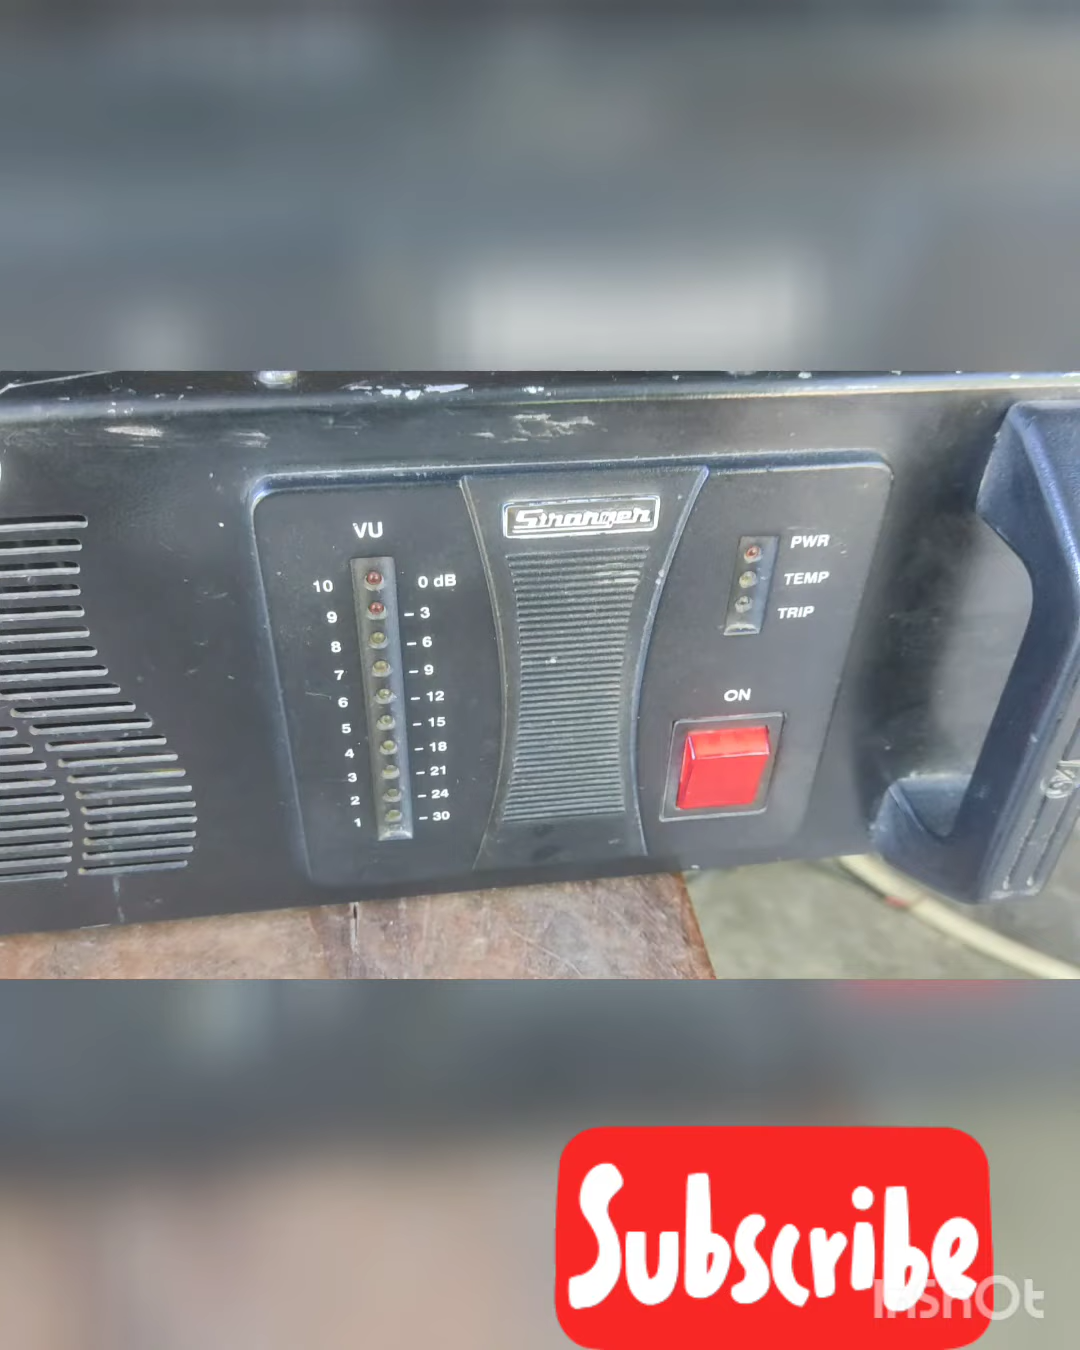 Stranger
VU
10 0 dB
9 – 3
8 – 6
7 – 9
6 – 12
5 – 15
4 – 18
3 – 21
2 – 24
1 – 30
PWR
TEMP
TRIP
ON
Subscribe
InShOt